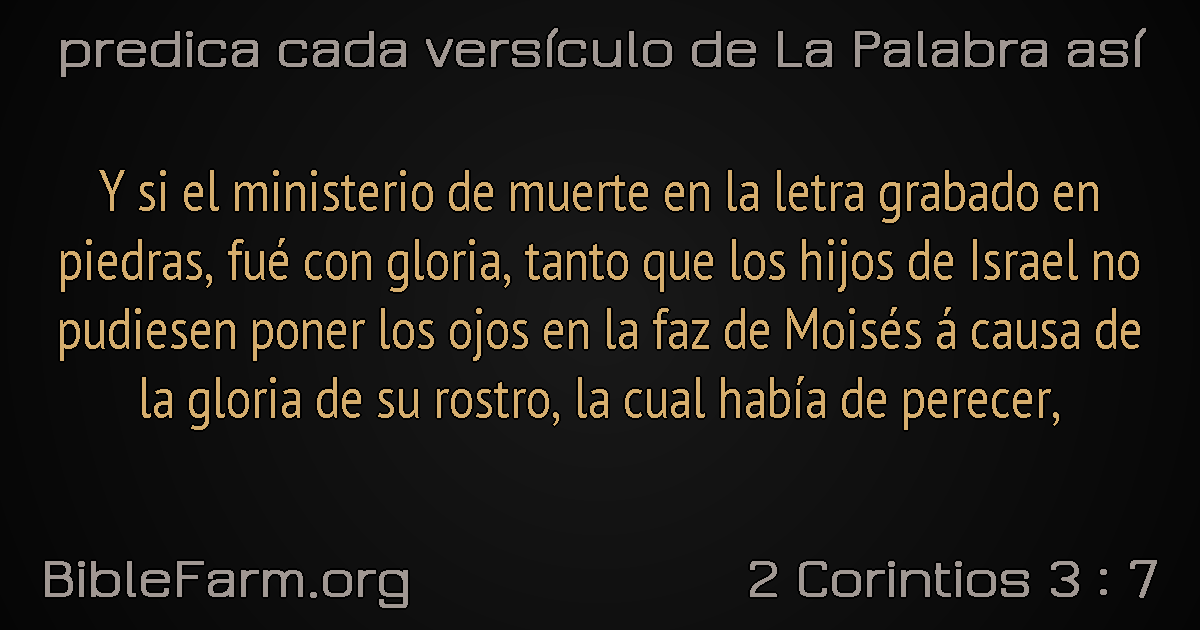 predica cada versículo de La Palabra así
Y si el ministerio de muerte en la letra grabado en
piedras, fué con gloria, tanto que los hijos de Israel no
pudiesen poner los ojos en la faz de Moisés á causa de
la gloria de su rostro, la cual había de perecer,
BibleFarm.org
2 Corintios 3 : 7